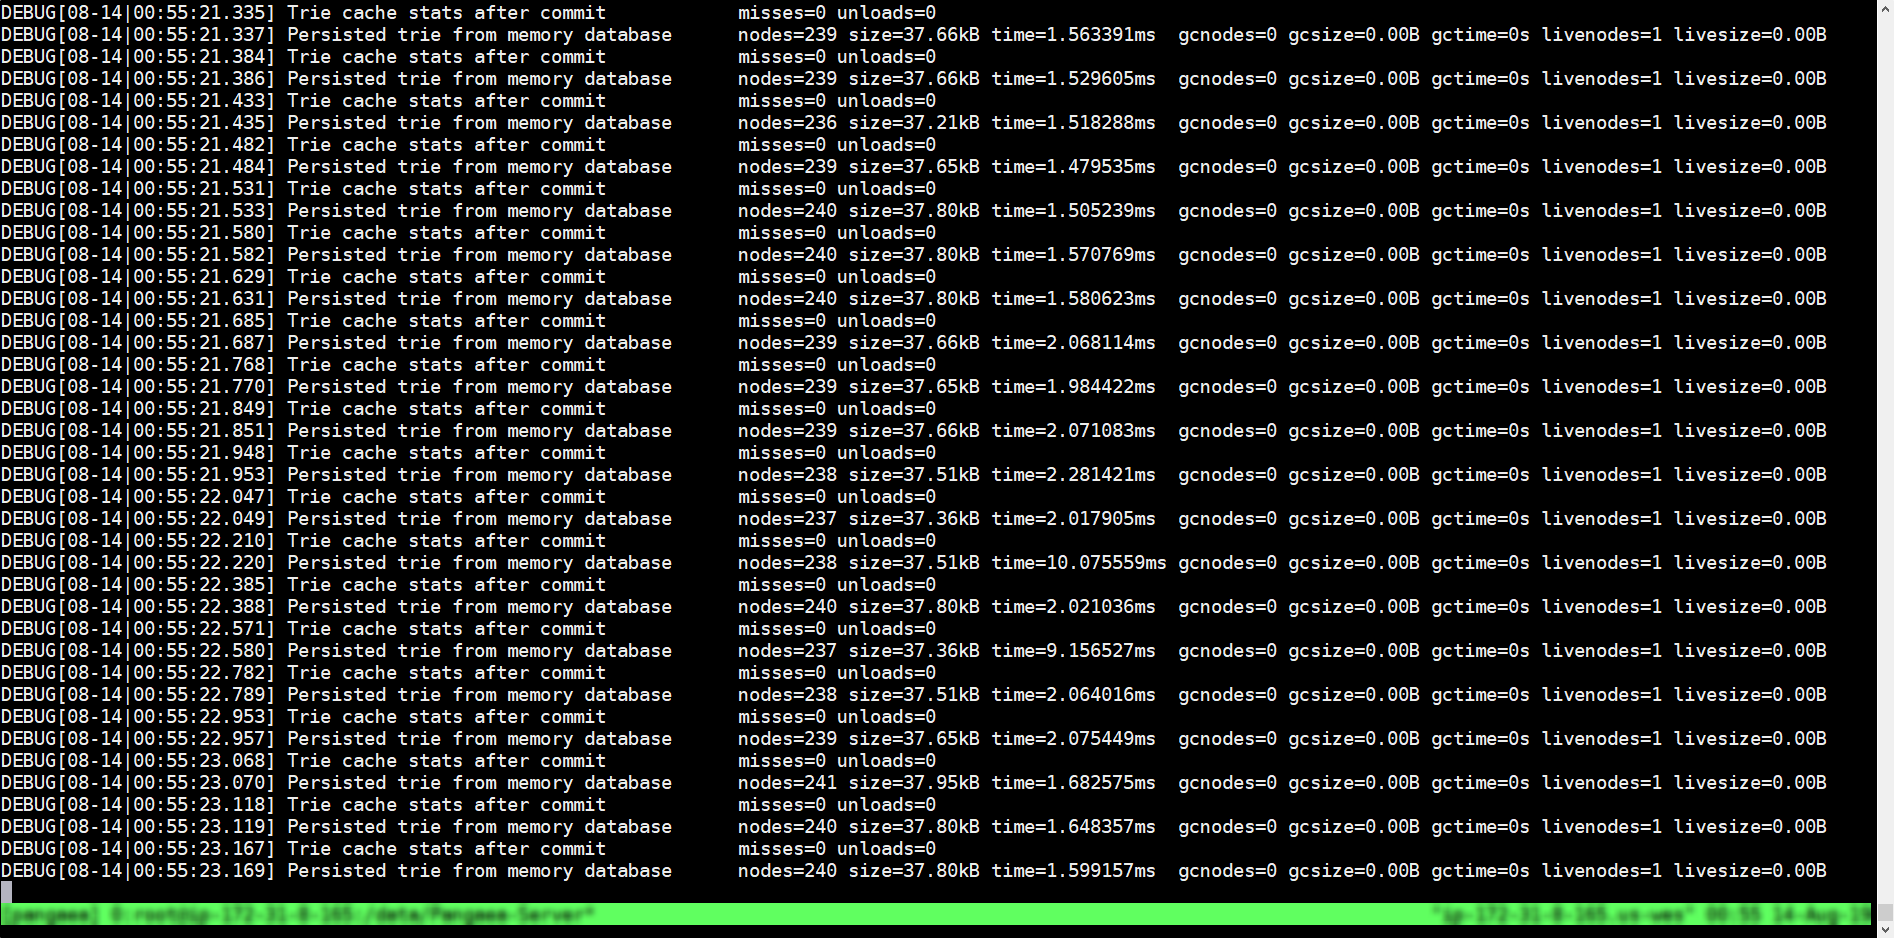 DEBUG[08-14|00:55:21.335] Trie cache stats after commit            misses=0 unloads=0
DEBUG[08-14|00:55:21.337] Persisted trie from memory database      nodes=239 size=37.66kB time=1.563391ms  gcnodes=0 gcsize=0.00B gctime=0s livenodes=1 livesize=0.00B
DEBUG[08-14|00:55:21.384] Trie cache stats after commit            misses=0 unloads=0
DEBUG[08-14|00:55:21.386] Persisted trie from memory database      nodes=239 size=37.66kB time=1.529605ms  gcnodes=0 gcsize=0.00B gctime=0s livenodes=1 livesize=0.00B
DEBUG[08-14|00:55:21.433] Trie cache stats after commit            misses=0 unloads=0
DEBUG[08-14|00:55:21.435] Persisted trie from memory database      nodes=236 size=37.21kB time=1.518288ms  gcnodes=0 gcsize=0.00B gctime=0s livenodes=1 livesize=0.00B
DEBUG[08-14|00:55:21.482] Trie cache stats after commit            misses=0 unloads=0
DEBUG[08-14|00:55:21.484] Persisted trie from memory database      nodes=239 size=37.65kB time=1.479535ms  gcnodes=0 gcsize=0.00B gctime=0s livenodes=1 livesize=0.00B
DEBUG[08-14|00:55:21.531] Trie cache stats after commit            misses=0 unloads=0
DEBUG[08-14|00:55:21.533] Persisted trie from memory database      nodes=240 size=37.80kB time=1.505239ms  gcnodes=0 gcsize=0.00B gctime=0s livenodes=1 livesize=0.00B
DEBUG[08-14|00:55:21.580] Trie cache stats after commit            misses=0 unloads=0
DEBUG[08-14|00:55:21.582] Persisted trie from memory database      nodes=240 size=37.80kB time=1.570769ms  gcnodes=0 gcsize=0.00B gctime=0s livenodes=1 livesize=0.00B
DEBUG[08-14|00:55:21.629] Trie cache stats after commit            misses=0 unloads=0
DEBUG[08-14|00:55:21.631] Persisted trie from memory database      nodes=240 size=37.80kB time=1.580623ms  gcnodes=0 gcsize=0.00B gctime=0s livenodes=1 livesize=0.00B
DEBUG[08-14|00:55:21.685] Trie cache stats after commit            misses=0 unloads=0
DEBUG[08-14|00:55:21.687] Persisted trie from memory database      nodes=239 size=37.66kB time=2.068114ms  gcnodes=0 gcsize=0.00B gctime=0s livenodes=1 livesize=0.00B
DEBUG[08-14|00:55:21.768] Trie cache stats after commit            misses=0 unloads=0
DEBUG[08-14|00:55:21.770] Persisted trie from memory database      nodes=239 size=37.65kB time=1.984422ms  gcnodes=0 gcsize=0.00B gctime=0s livenodes=1 livesize=0.00B
DEBUG[08-14|00:55:21.849] Trie cache stats after commit            misses=0 unloads=0
DEBUG[08-14|00:55:21.851] Persisted trie from memory database      nodes=239 size=37.66kB time=2.071083ms  gcnodes=0 gcsize=0.00B gctime=0s livenodes=1 livesize=0.00B
DEBUG[08-14|00:55:21.948] Trie cache stats after commit            misses=0 unloads=0
DEBUG[08-14|00:55:21.953] Persisted trie from memory database      nodes=238 size=37.51kB time=2.281421ms  gcnodes=0 gcsize=0.00B gctime=0s livenodes=1 livesize=0.00B
DEBUG[08-14|00:55:22.047] Trie cache stats after commit            misses=0 unloads=0
DEBUG[08-14|00:55:22.049] Persisted trie from memory database      nodes=237 size=37.36kB time=2.017905ms  gcnodes=0 gcsize=0.00B gctime=0s livenodes=1 livesize=0.00B
DEBUG[08-14|00:55:22.210] Trie cache stats after commit            misses=0 unloads=0
DEBUG[08-14|00:55:22.220] Persisted trie from memory database      nodes=238 size=37.51kB time=10.075559ms gcnodes=0 gcsize=0.00B gctime=0s livenodes=1 livesize=0.00B
DEBUG[08-14|00:55:22.385] Trie cache stats after commit            misses=0 unloads=0
DEBUG[08-14|00:55:22.388] Persisted trie from memory database      nodes=240 size=37.80kB time=2.021036ms  gcnodes=0 gcsize=0.00B gctime=0s livenodes=1 livesize=0.00B
DEBUG[08-14|00:55:22.571] Trie cache stats after commit            misses=0 unloads=0
DEBUG[08-14|00:55:22.580] Persisted trie from memory database      nodes=237 size=37.36kB time=9.156527ms  gcnodes=0 gcsize=0.00B gctime=0s livenodes=1 livesize=0.00B
DEBUG[08-14|00:55:22.782] Trie cache stats after commit            misses=0 unloads=0
DEBUG[08-14|00:55:22.789] Persisted trie from memory database      nodes=238 size=37.51kB time=2.064016ms  gcnodes=0 gcsize=0.00B gctime=0s livenodes=1 livesize=0.00B
DEBUG[08-14|00:55:22.953] Trie cache stats after commit            misses=0 unloads=0
DEBUG[08-14|00:55:22.957] Persisted trie from memory database      nodes=239 size=37.65kB time=2.075449ms  gcnodes=0 gcsize=0.00B gctime=0s livenodes=1 livesize=0.00B
DEBUG[08-14|00:55:23.068] Trie cache stats after commit            misses=0 unloads=0
DEBUG[08-14|00:55:23.070] Persisted trie from memory database      nodes=241 size=37.95kB time=1.682575ms  gcnodes=0 gcsize=0.00B gctime=0s livenodes=1 livesize=0.00B
DEBUG[08-14|00:55:23.118] Trie cache stats after commit            misses=0 unloads=0
DEBUG[08-14|00:55:23.119] Persisted trie from memory database      nodes=240 size=37.80kB time=1.648357ms  gcnodes=0 gcsize=0.00B gctime=0s livenodes=1 livesize=0.00B
DEBUG[08-14|00:55:23.167] Trie cache stats after commit            misses=0 unloads=0
DEBUG[08-14|00:55:23.169] Persisted trie from memory database      nodes=240 size=37.80kB time=1.599157ms  gcnodes=0 gcsize=0.00B gctime=0s livenodes=1 livesize=0.00B